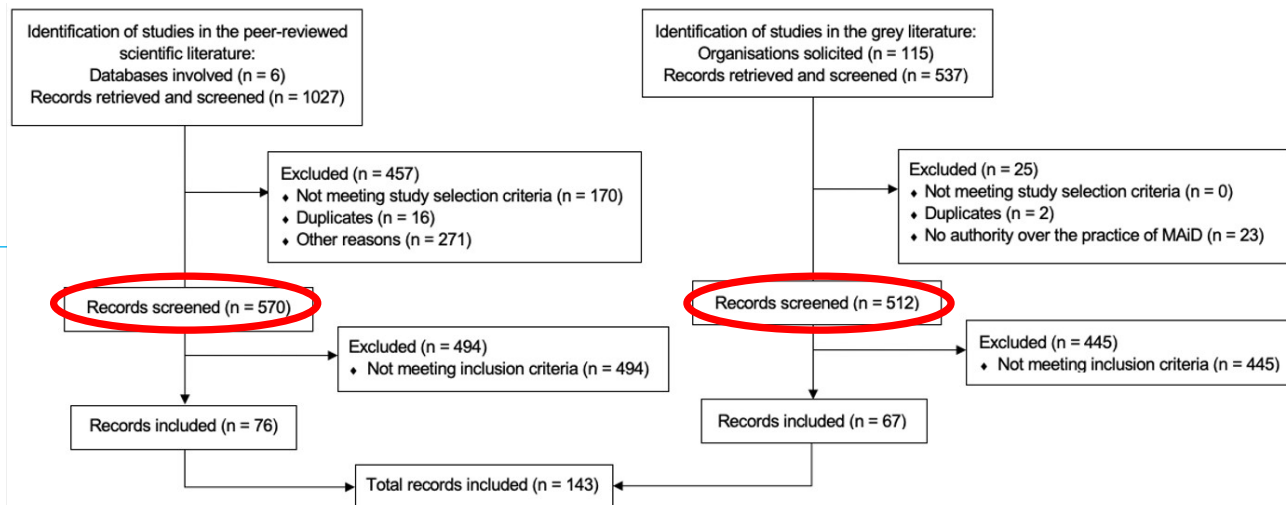 Identification of studies in the peer-reviewed
scientific literature:
Databases involved (n = 6)
Records retrieved and screened (n = 1027)
Excluded (n = 457)
⬧ Not meeting study selection criteria (n = 170)
⬧ Duplicates (n = 16)
⬧ Other reasons (n = 271)
Records screened (n = 570)
Excluded (n = 494)
⬧ Not meeting inclusion criteria (n = 494)
Records included (n = 76)
Identification of studies in the grey literature:
Organisations solicited (n = 115)
Records retrieved and screened (n = 537)
Excluded (n = 25)
⬧ Not meeting study selection criteria (n = 0)
⬧ Duplicates (n = 2)
⬧ No authority over the practice of MAiD (n = 23)
Records screened (n = 512)
Excluded (n = 445)
⬧ Not meeting inclusion criteria (n = 445)
Records included (n = 67)
Total records included (n = 143)